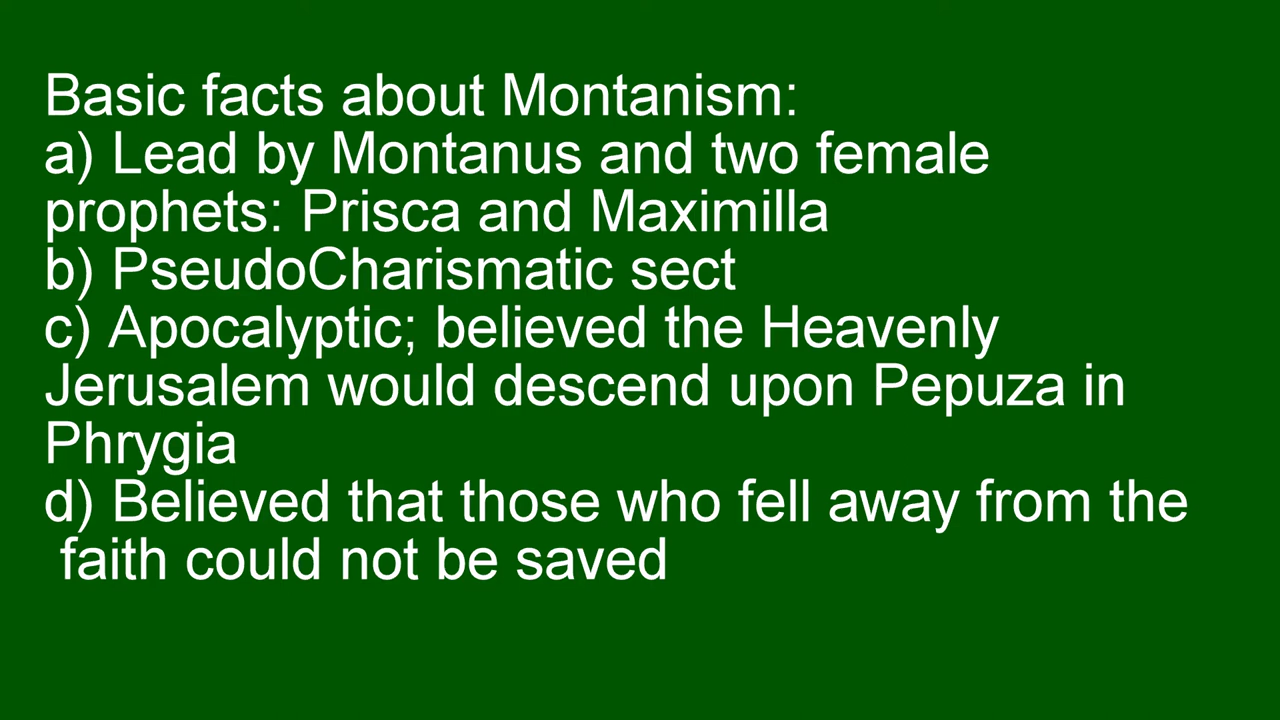 Basic facts about Montanism:
a) Lead by Montanus and two female
prophets: Prisca and Maximilla
b) PseudoCharismatic sect
c) Apocalyptic; believed the Heavenly
Jerusalem would descend upon Pepuza in
Phrygia
d) Believed that those who fell away from the
faith could not be saved